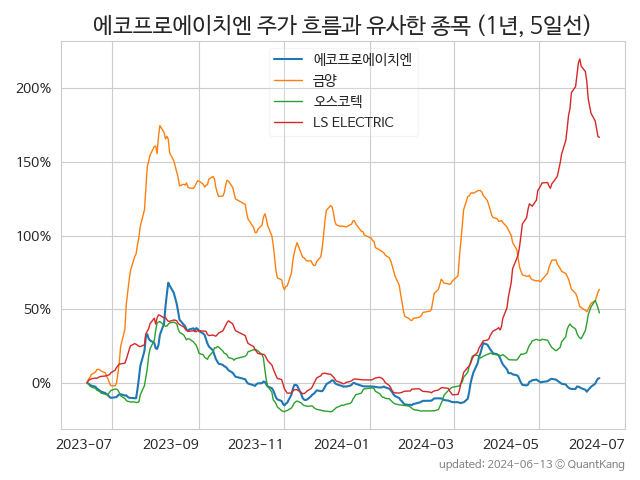 에코프로에이치엔 주가 흐름과 유사한 종목 (1년, 5일선)
에코프로에이치엔
금양
오스코텍
LS ELECTRIC
200%
150%
100%
50%
0%
2023-07 2023-09 2023-11 2024-01 2024-03 2024-05 2024-07
updated: 2024-06-13 © QuantKang